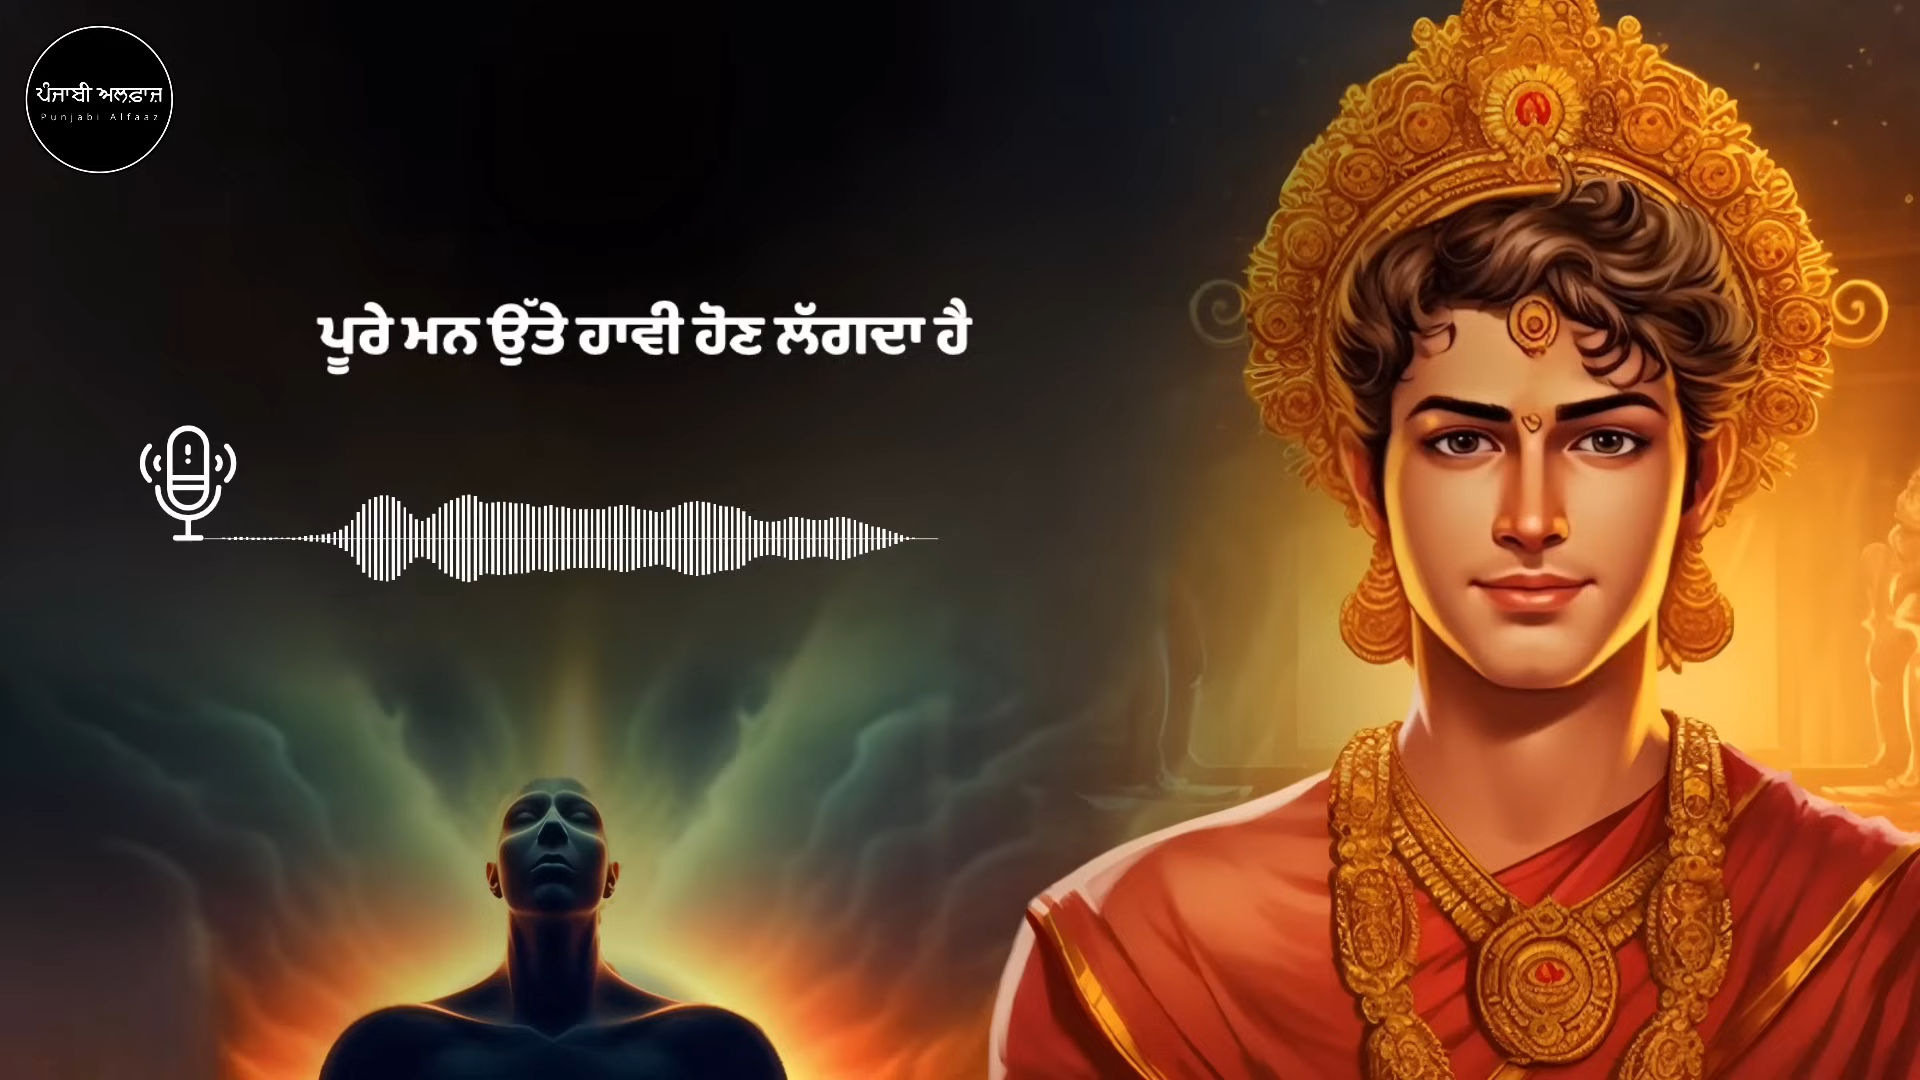 ਪੰਜਾਬੀ ਅਲਫ਼ਾਜ਼
Punjabi Alfaaz
ਪੂਰੇ ਮਨ ਉੱਤੇ ਹਾਵੀ ਹੋਣ ਲੱਗਦਾ ਹੈ